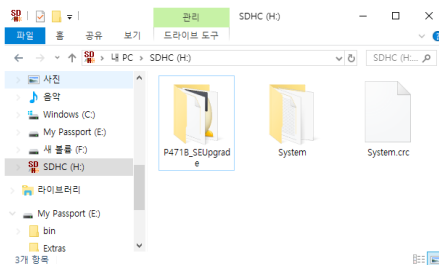 관리
SDHC (H:)
파일
홈
공유
보기
드라이브 도구
내 PC > SDHC (H:)
SDHC (H:...
사진
음악
Windows (C:)
My Passport (E:)
새 볼륨 (F:)
SDHC (H:)
라이브러리
My Passport (E:)
bin
Extras
P471B_SEUpgrad
e
System
System.crc
3개 항목